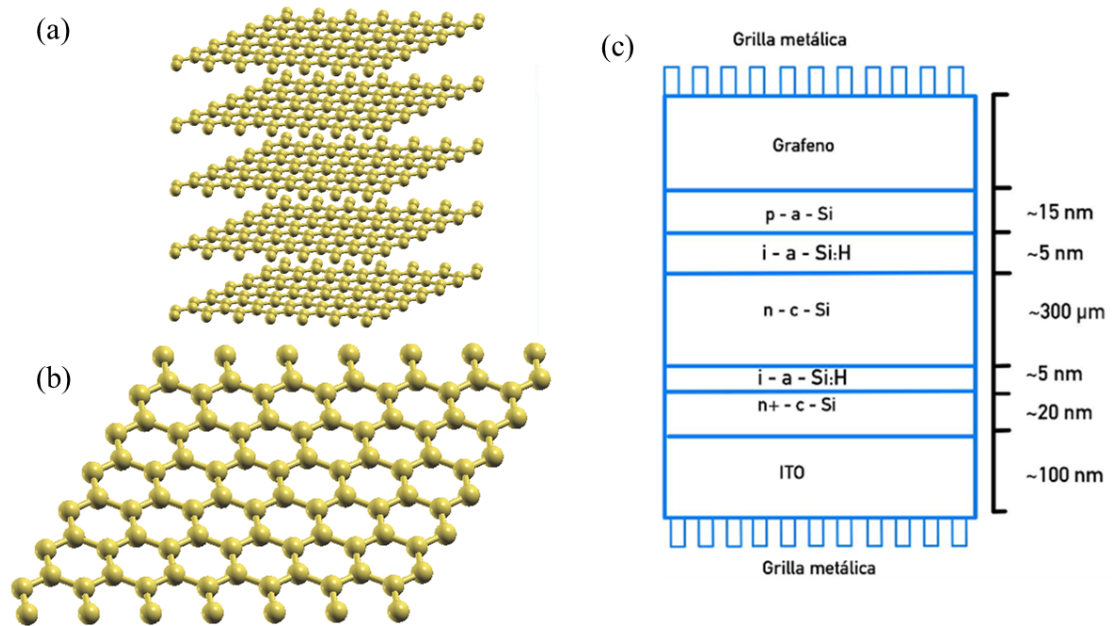 (a)
(b)
(c)
Grilla metálica
Grafeno
p - a - Si
~15 nm
i - a - Si:H
~5 nm
n - c - Si
~300 µm
i - a - Si:H
~5 nm
n+ - c - Si
~20 nm
ITO
~100 nm
Grilla metálica